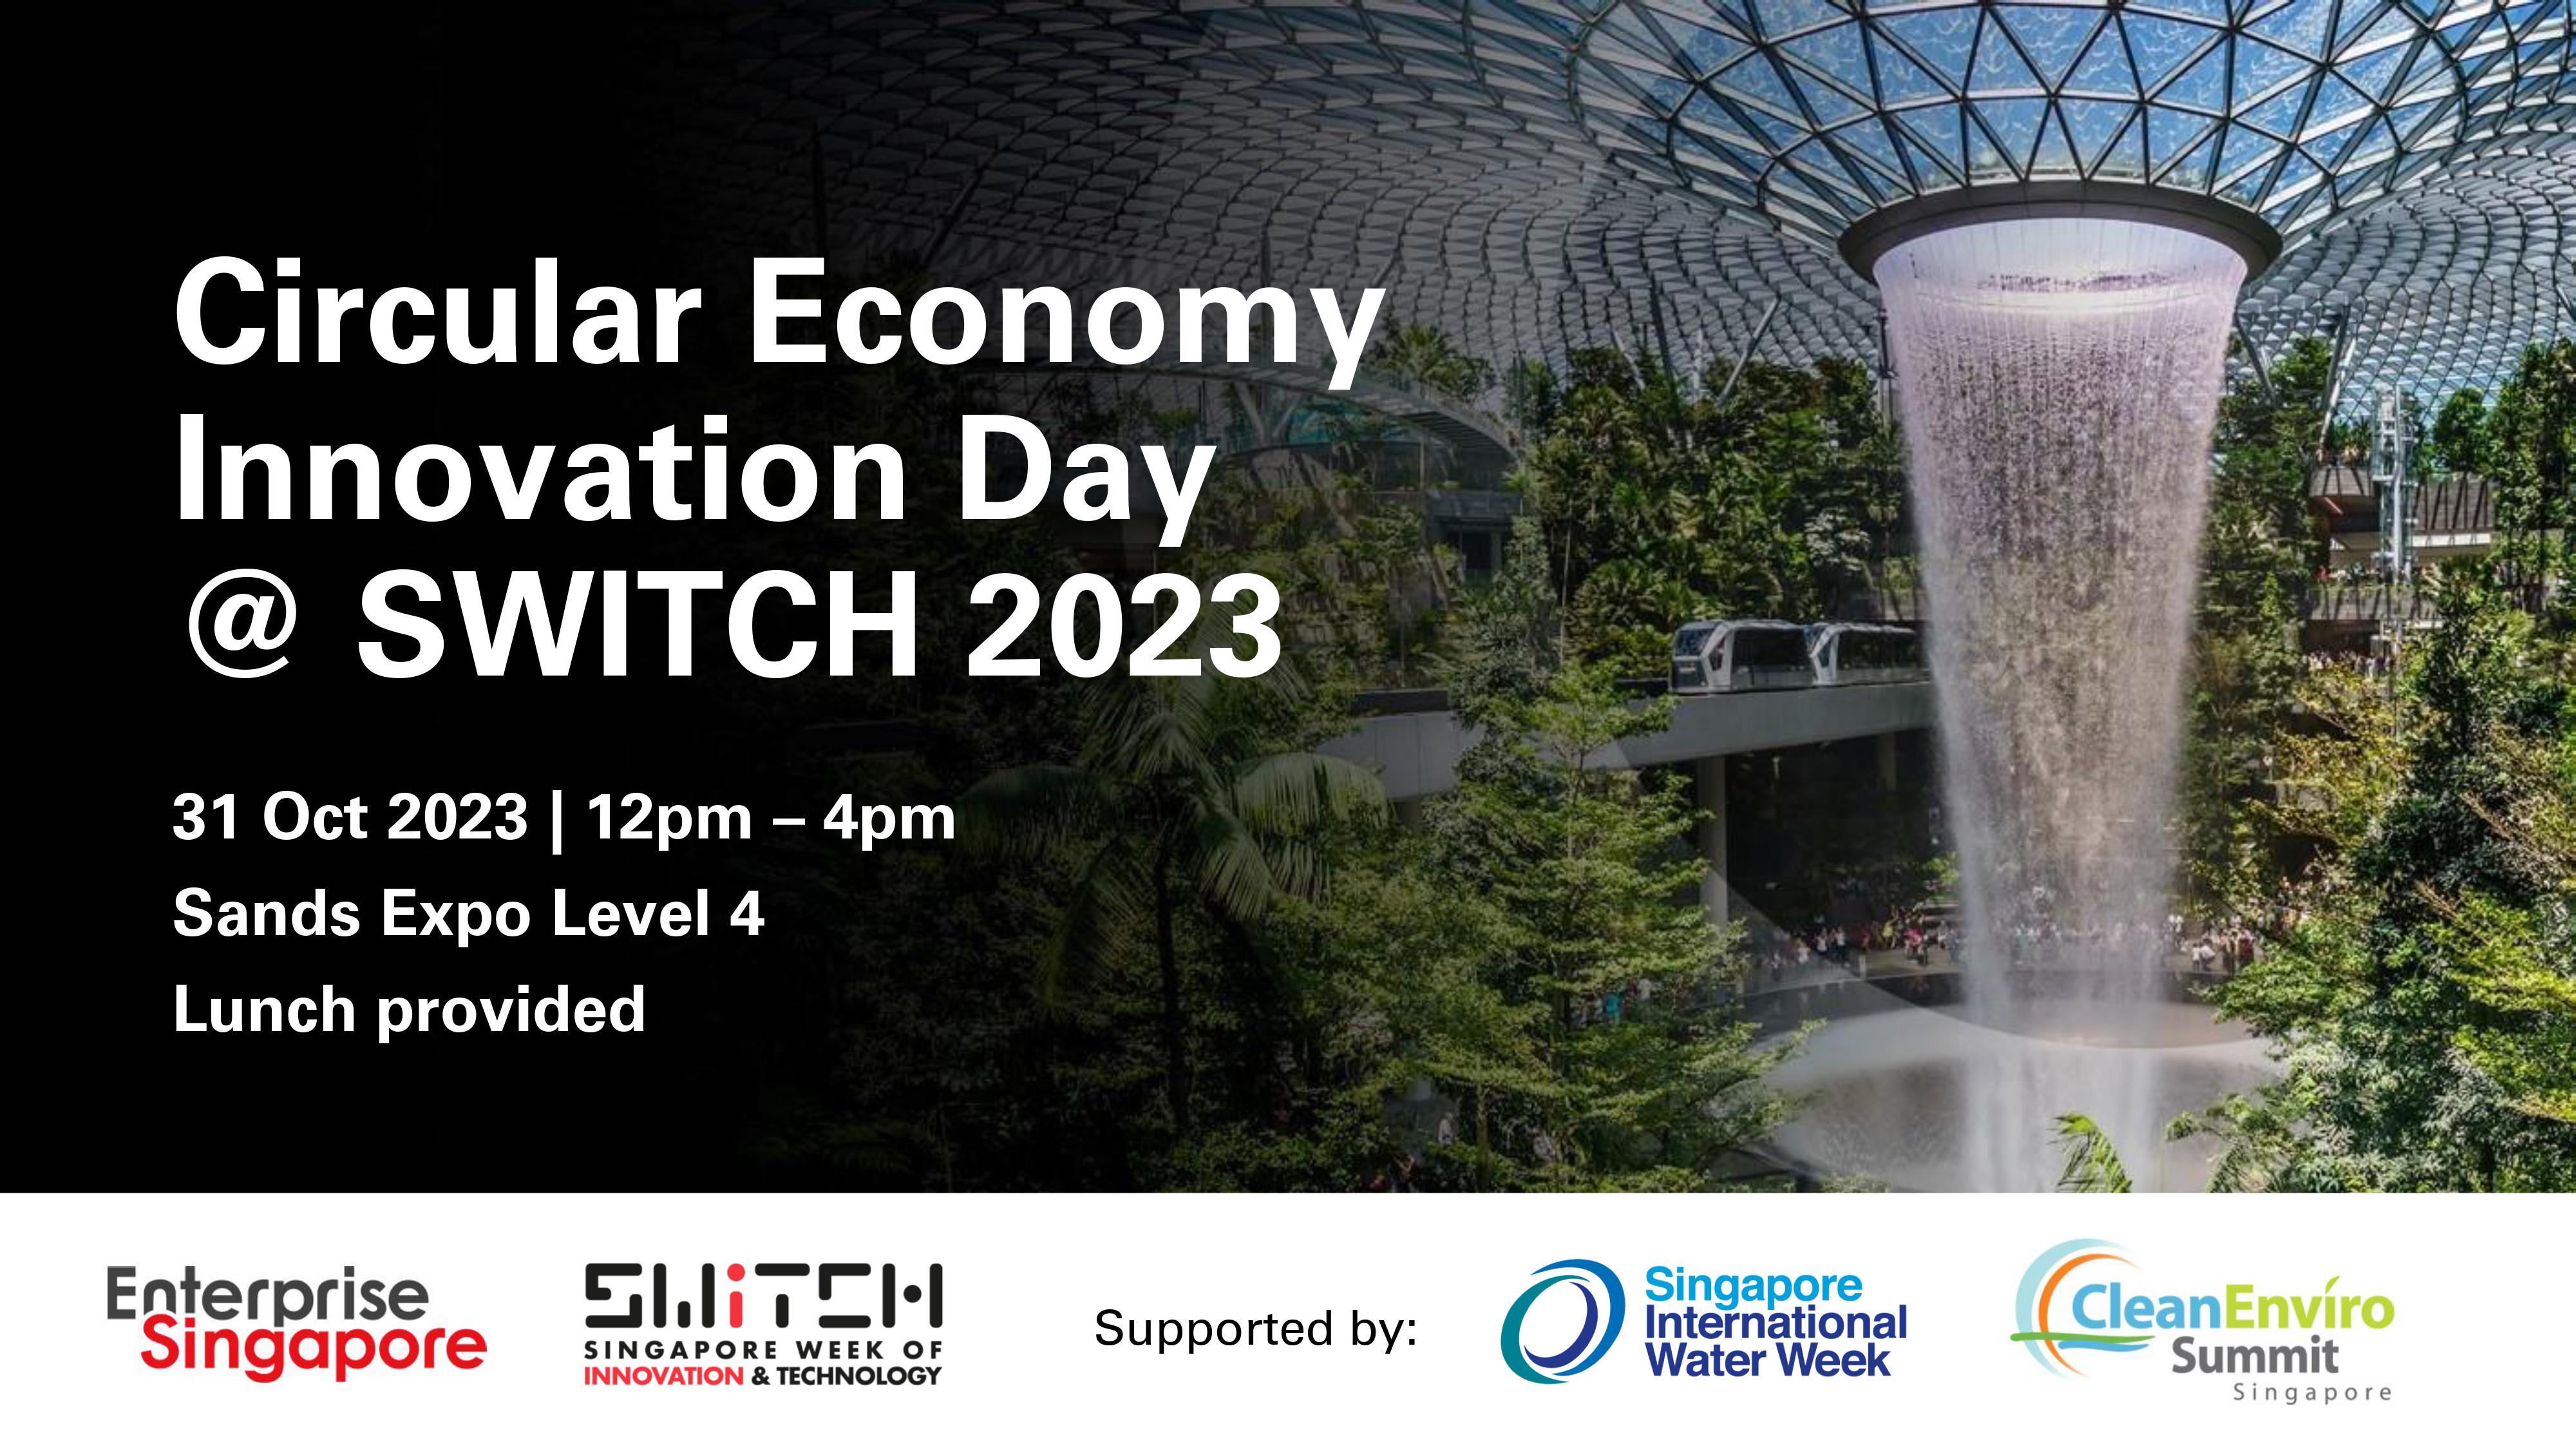 Circular Economy
Innovation Day
@ SWITCH 2023
31 Oct 2023 | 12pm – 4pm
Sands Expo Level 4
Lunch provided
Enterprise
Singapore
SWiTCH
SINGAPORE WEEK OF
INNOVATION & TECHNOLOGY
Supported by:
Singapore
International
Water Week
CleanEnviro
Summit
Singapore